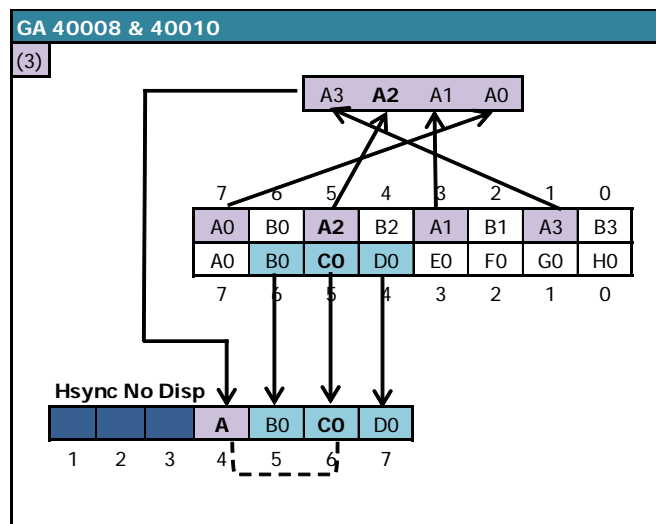 GA 40008 & 40010
(3)
A3 A2 A1 A0
7 6 5 4 3 2 1 0
A0 B0 A2 B2 A1 B1 A3 B3
A0 B0 C0 D0 E0 F0 G0 H0
7 6 5 4 3 2 1 0
Hsync No Disp
A B0 C0 D0
1 2 3 4 5 6 7